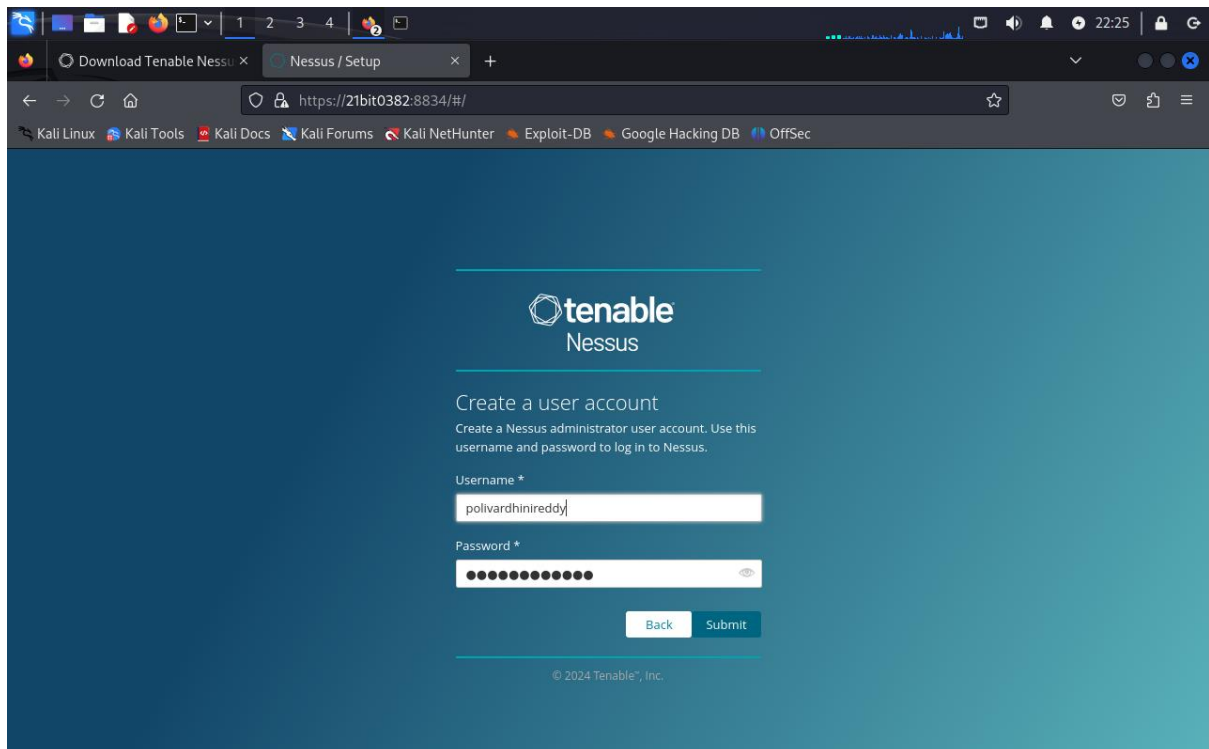 1 2 3 4 22:25
Download Tenable Nessu Nessus / Setup
https://21bit0382:8834/#/
Kali Linux Kali Tools Kali Docs Kali Forums Kali NetHunter Exploit-DB Google Hacking DB OffSec
tenable
Nessus
Create a user account
Create a Nessus administrator user account. Use this
username and password to log in to Nessus.
Username *
polivardhinireddy
Password *
●●●●●●●●●●●●
Back Submit
© 2024 Tenable™, Inc.